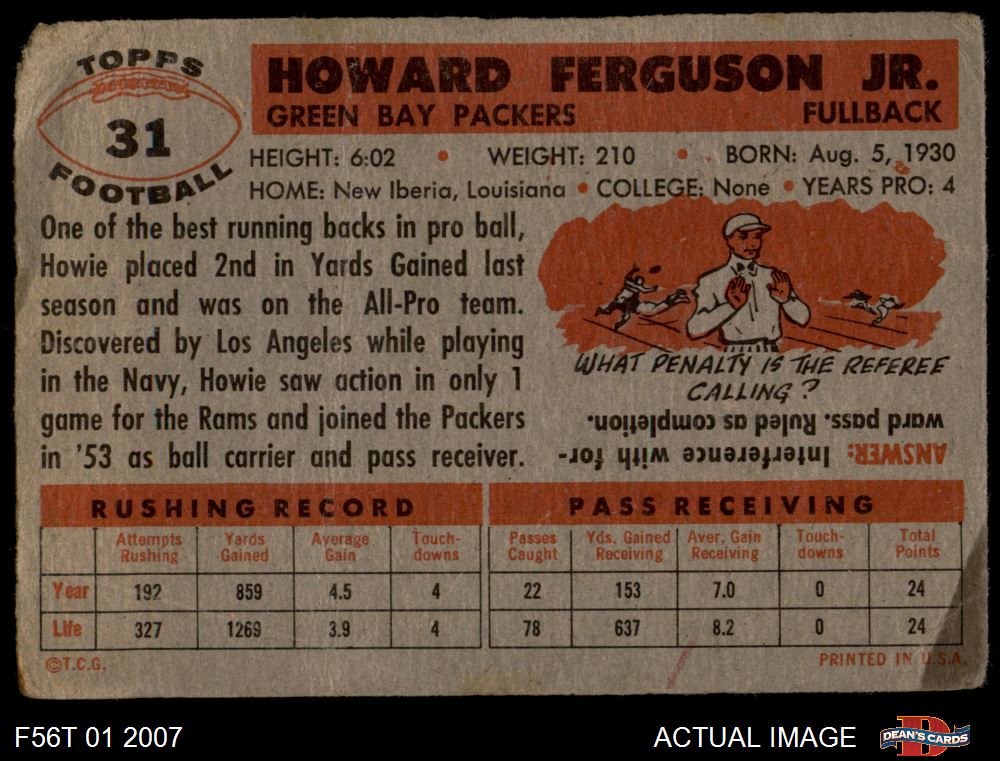 TOPPS
31
FOOTBALL
HOWARD FERGUSON JR.
GREEN BAY PACKERS FULLBACK
HEIGHT: 6:02 • WEIGHT: 210 • BORN: Aug. 5, 1930
HOME: New Iberia, Louisiana • COLLEGE: None • YEARS PRO: 4
One of the best running backs in pro ball,
Howie placed 2nd in Yards Gained last
season and was on the All-Pro team.
Discovered by Los Angeles while playing
in the Navy, Howie saw action in only 1
game for the Rams and joined the Packers
in '53 as ball carrier and pass receiver.
WHAT PENALTY IS THE REFEREE
CALLING?
ANSWER: Interference with for-
ward pass. Ruled as completion.
RUSHING RECORD
Attempts Rushing Yards Gained Average Gain Touch-downs
Year 192 859 4.5 4
Life 327 1269 3.9 4
PASS RECEIVING
Passes Caught Yds. Gained Receiving Aver. Gain Receiving Touch-downs Total Points
22 153 7.0 0 24
78 637 8.2 0 24
©T.C.G.
PRINTED IN U.S.A.
F56T 01 2007
ACTUAL IMAGE
DEAN'S CARDS